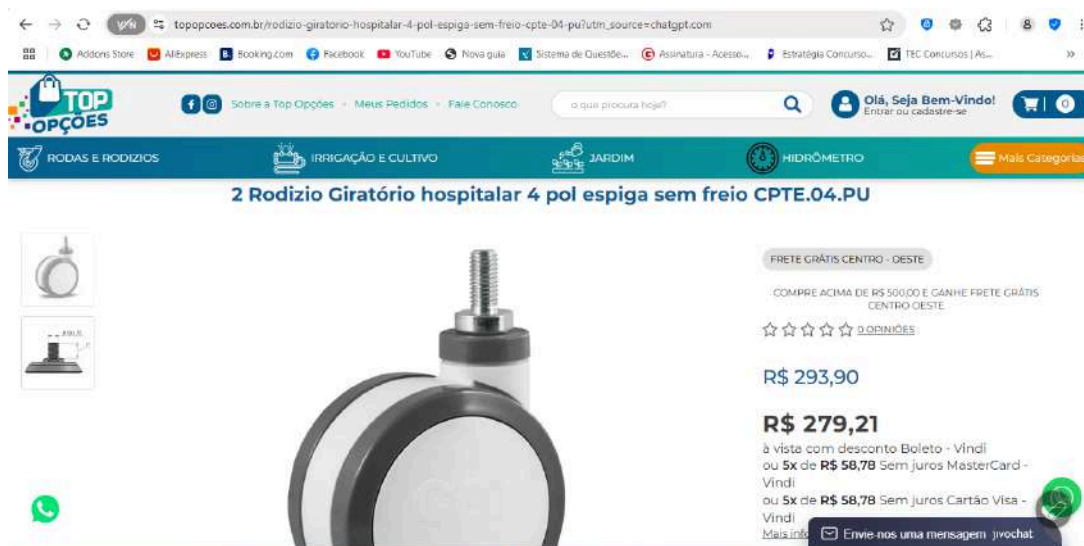 topopcoes.com.br/rodizio-giratorio-hospitalar-4-pol-espiga-sem-freio-cpte-04-pu?utm_source=chatgpt.com
Addons Store AliExpress Booking.com Facebook YouTube Nova guia Sistema de Questõe... Assinatura - Acesso... Estratégia Concurso... TEC Concursos | As...
TOP
OPÇÕES
Sobre a Top Opções - Meus Pedidos - Fale Conosco
o que procura hoje?
Olá, Seja Bem-Vindo!
Entrar ou cadastre-se
0
RODAS E RODIZIOS IRRIGAÇÃO E CULTIVO JARDIM HIDRÔMETRO Mais Categorias
2 Rodizio Giratório hospitalar 4 pol espiga sem freio CPTE.04.PU
FRETE GRÁTIS CENTRO - OESTE
COMPRE ACIMA DE R$ 500,00 E GANHE FRETE GRÁTIS
CENTRO OESTE
0 OPINIÕES
R$ 293,90
R$ 279,21
à vista com desconto Boleto - Vindi
ou 5x de R$ 58,78 Sem juros MasterCard -
Vindi
ou 5x de R$ 58,78 Sem juros Cartão Visa -
Vindi
Mais info
Envie-nos uma mensagem jivochat